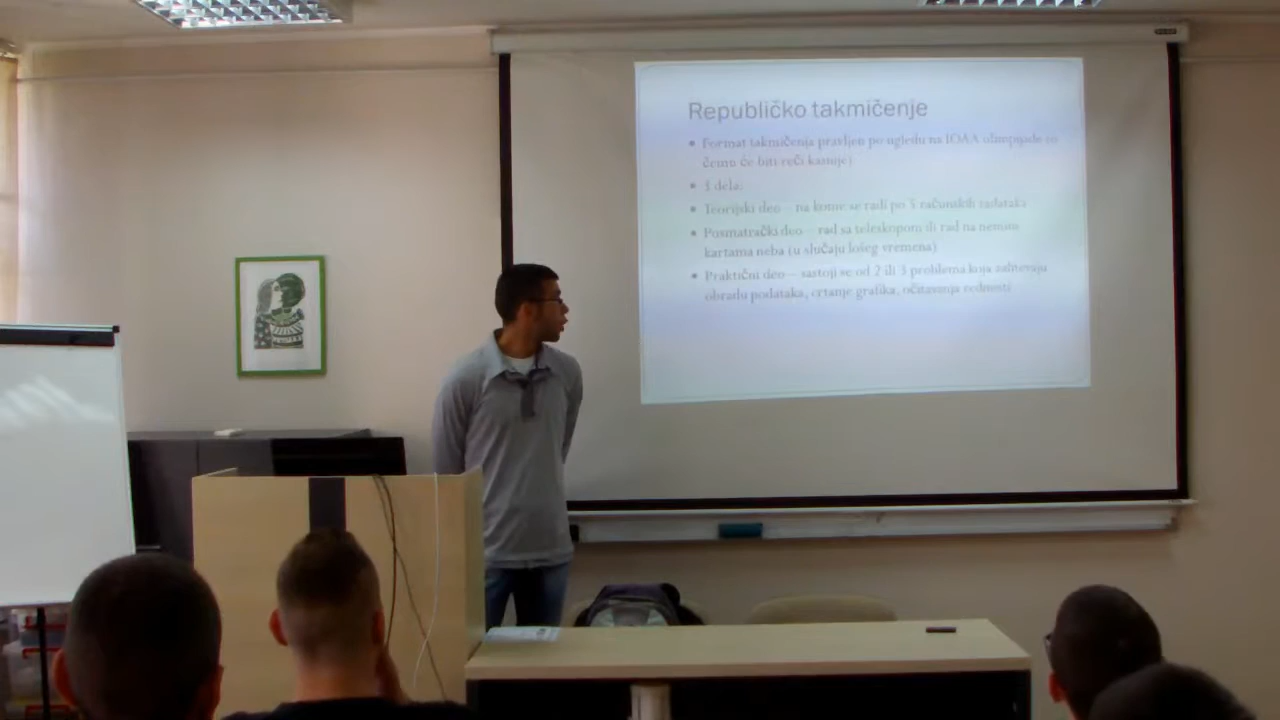 Republičko takmičenje
• Format takmičenja pravljen po ugledu na IOAA olimpijade (o
čemu će biti reči kasnije)
• 3 dela:
• Teorijski deo – na kome se radi po 5 računskih zadataka
• Posmatrački deo – rad sa teleskopom ili rad na nemim
kartama neba (u slučaju lošeg vremena)
• Praktični deo – sastoji se od 2 ili 3 problema koja zahtevaju
obradu podataka, crtanje grafika, očitavanja vednosti